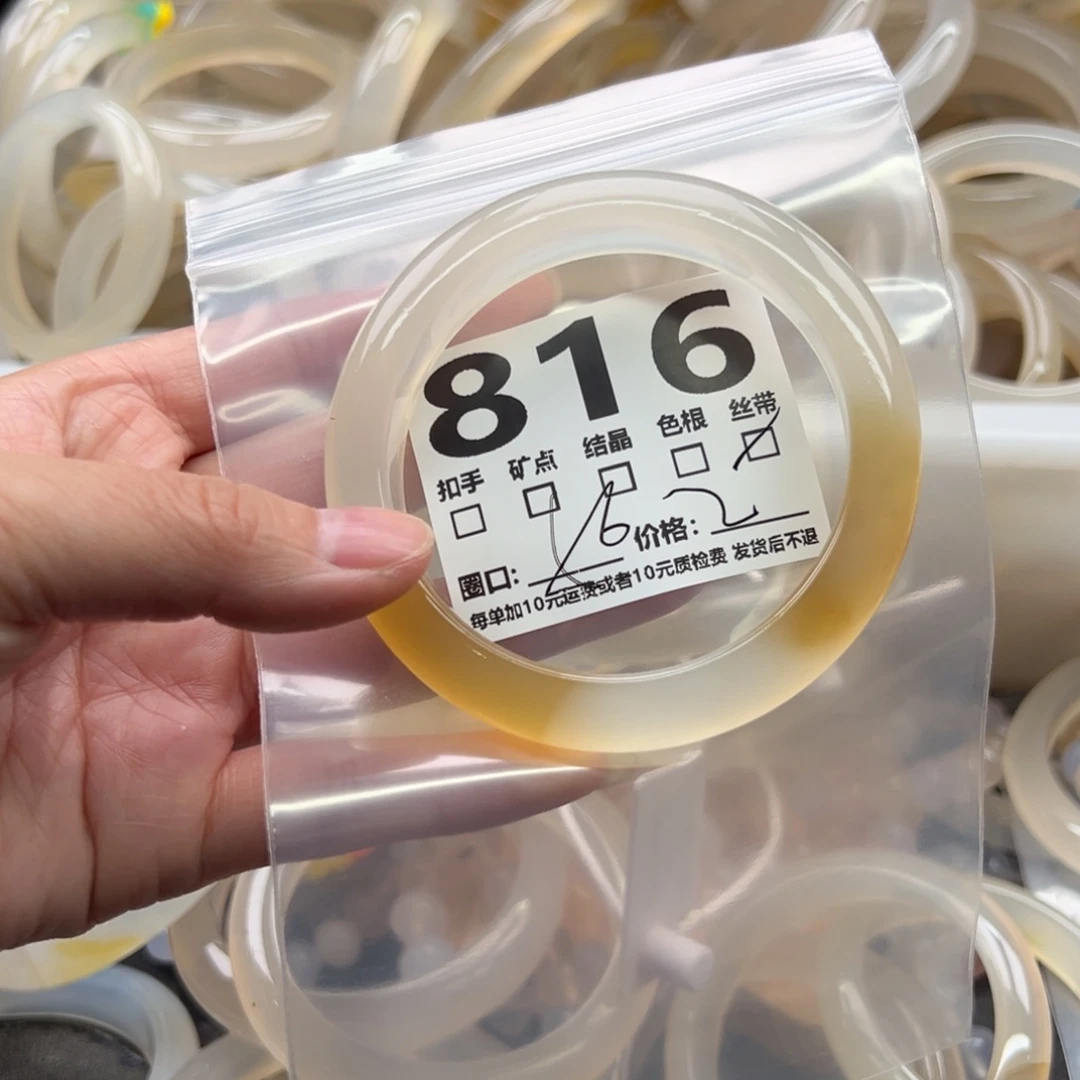 816
扣手 矿点 结晶 色根 丝带
圈口: 价格: 2
每单加10元运费或者10元质检费 发货后不退